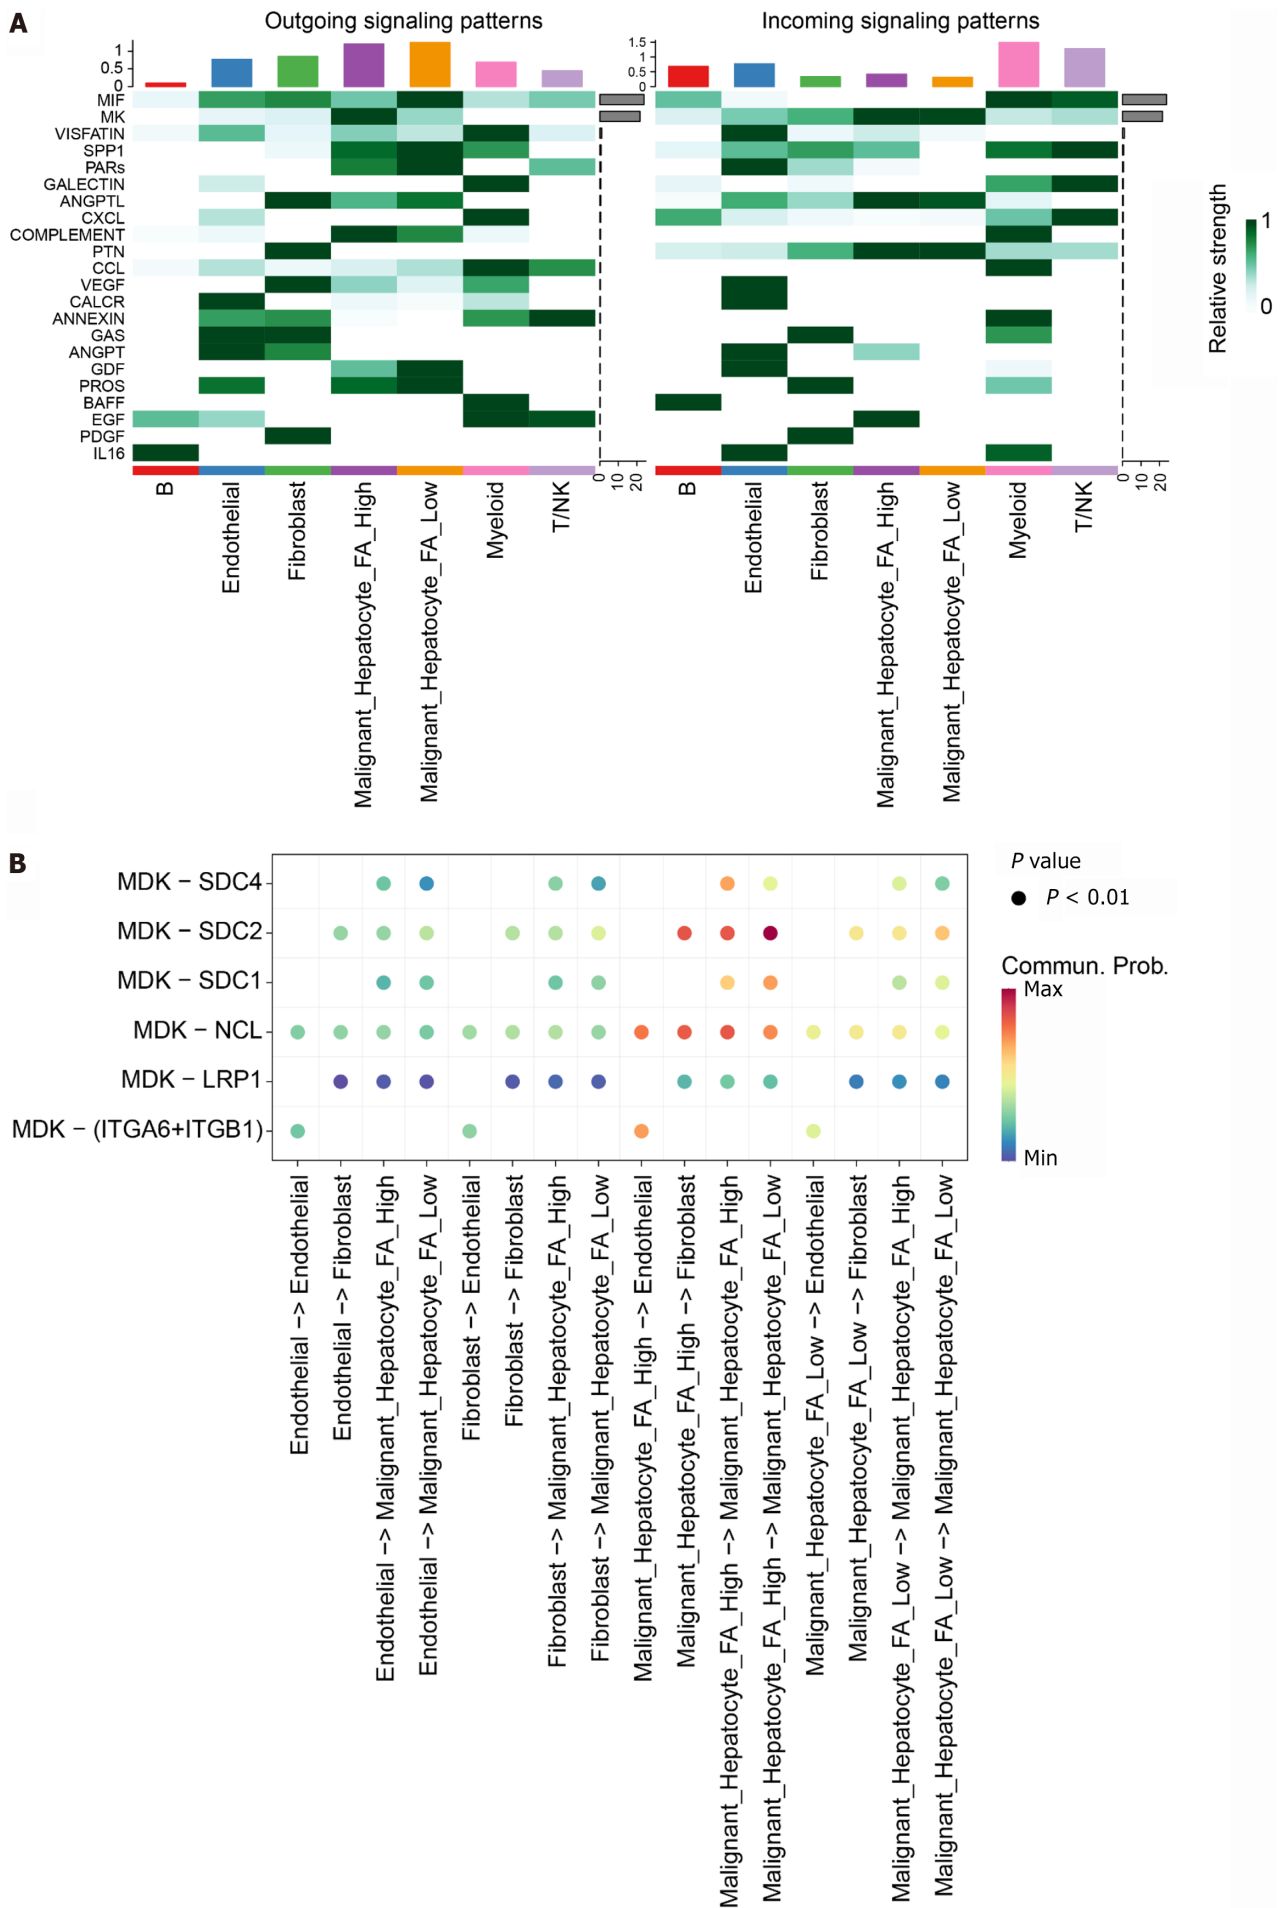 A
Outgoing signaling patterns
Incoming signaling patterns
1
0.5
0
1.5
1
0.5
0
MIF
MK
VISFATIN
SPP1
PARs
GALECTIN
ANGPTL
CXCL
COMPLEMENT
PTN
CCL
VEGF
CALCR
ANNEXIN
GAS
ANGPT
GDF
PROS
BAFF
EGF
PDGF
IL16
Relative strength
1
0
0
10
20
0
10
20
B
Endothelial
Fibroblast
Malignant_Hepatocyte_FA_High
Malignant_Hepatocyte_FA_Low
Myeloid
T/NK
B
Endothelial
Fibroblast
Malignant_Hepatocyte_FA_High
Malignant_Hepatocyte_FA_Low
Myeloid
T/NK
B
MDK − SDC4
MDK − SDC2
MDK − SDC1
MDK − NCL
MDK − LRP1
MDK − (ITGA6+ITGB1)
P value
P < 0.01
Commun. Prob.
Max
Min
Endothelial −> Endothelial
Endothelial −> Fibroblast
Endothelial −> Malignant_Hepatocyte_FA_High
Endothelial −> Malignant_Hepatocyte_FA_Low
Fibroblast −> Endothelial
Fibroblast −> Fibroblast
Fibroblast −> Malignant_Hepatocyte_FA_High
Fibroblast −> Malignant_Hepatocyte_FA_Low
Malignant_Hepatocyte_FA_High −> Endothelial
Malignant_Hepatocyte_FA_High −> Fibroblast
Malignant_Hepatocyte_FA_High −> Malignant_Hepatocyte_FA_High
Malignant_Hepatocyte_FA_High −> Malignant_Hepatocyte_FA_Low
Malignant_Hepatocyte_FA_Low −> Endothelial
Malignant_Hepatocyte_FA_Low −> Fibroblast
Malignant_Hepatocyte_FA_Low −> Malignant_Hepatocyte_FA_High
Malignant_Hepatocyte_FA_Low −> Malignant_Hepatocyte_FA_Low